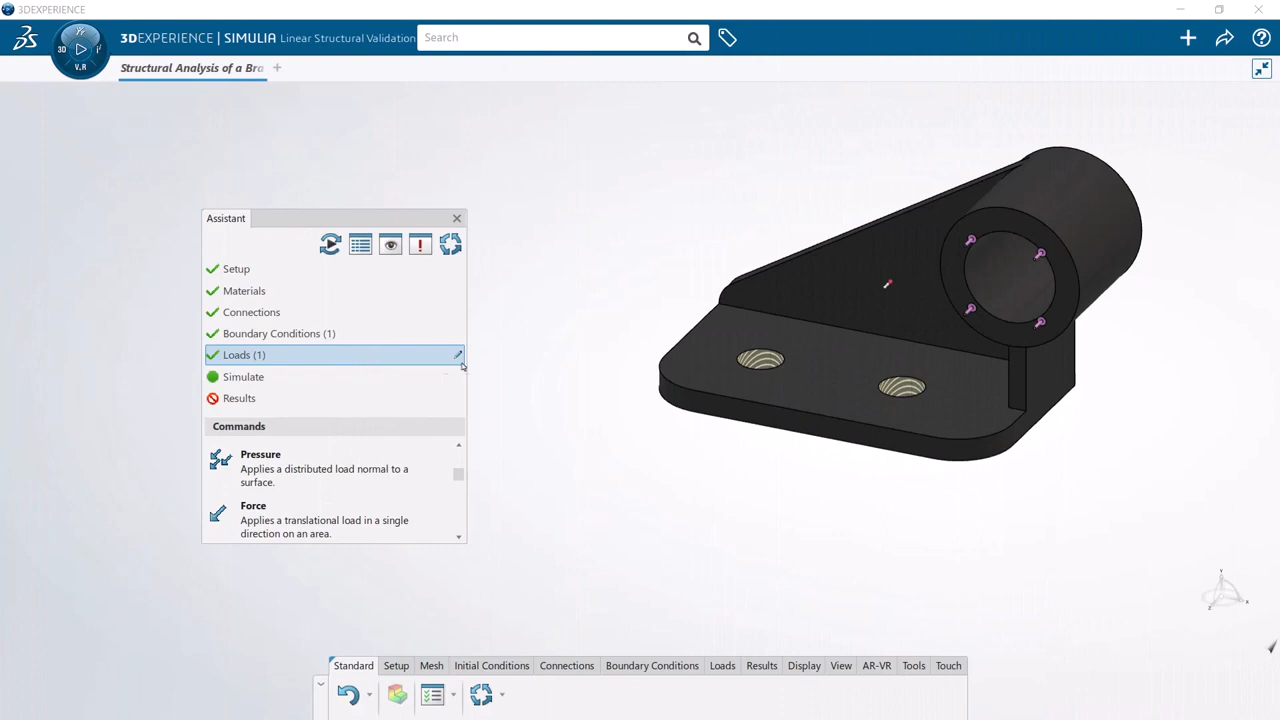 3DEXPERIENCE
3DEXPERIENCE | SIMULIA Linear Structural Validation
Search
3D
V.R
Structural Analysis of a Bra
Assistant
Setup
Materials
Connections
Boundary Conditions (1)
Loads (1)
Simulate
Results
Commands
Pressure
Applies a distributed load normal to a
surface.
Force
Applies a translational load in a single
direction on an area.
Y
X
Z
Standard Setup Mesh Initial Conditions Connections Boundary Conditions Loads Results Display View AR-VR Tools Touch